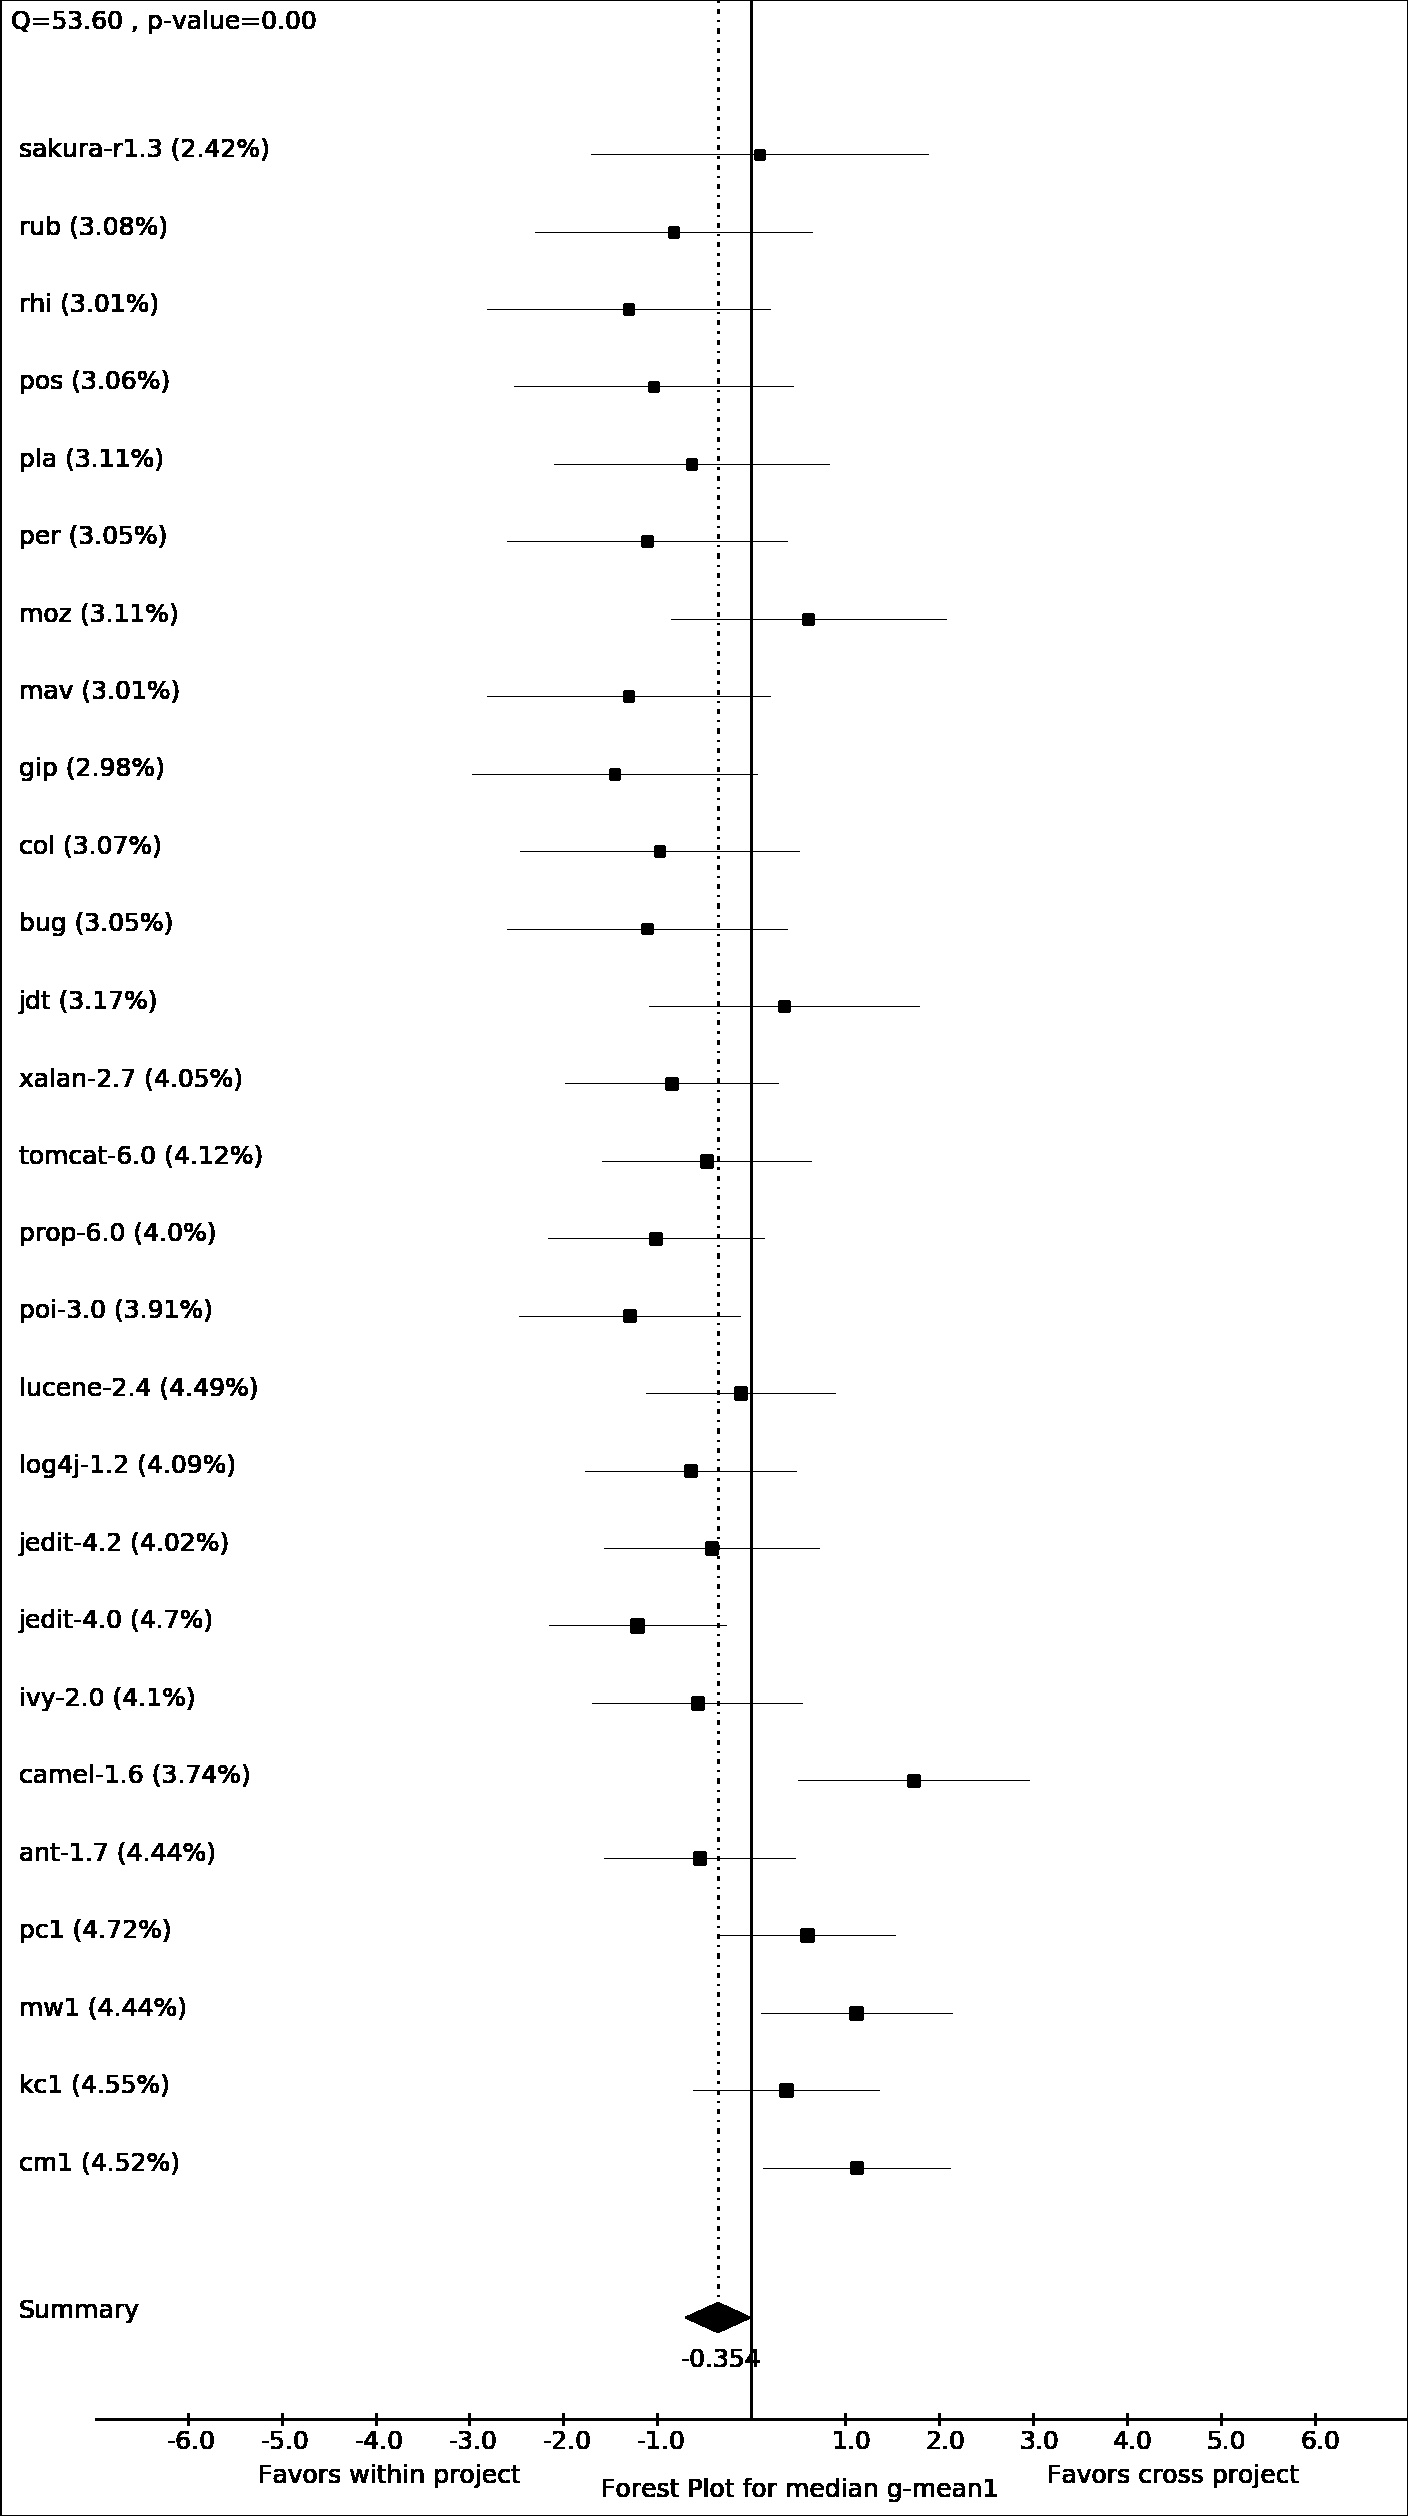 Q=53.60 , p-value=0.00
sakura-r1.3 (2.42%)
rub (3.08%)
rhi (3.01%)
pos (3.06%)
pla (3.11%)
per (3.05%)
moz (3.11%)
mav (3.01%)
gip (2.98%)
col (3.07%)
bug (3.05%)
jdt (3.17%)
xalan-2.7 (4.05%)
tomcat-6.0 (4.12%)
prop-6.0 (4.0%)
poi-3.0 (3.91%)
lucene-2.4 (4.49%)
log4j-1.2 (4.09%)
jedit-4.2 (4.02%)
jedit-4.0 (4.7%)
ivy-2.0 (4.1%)
camel-1.6 (3.74%)
ant-1.7 (4.44%)
pc1 (4.72%)
mw1 (4.44%)
kc1 (4.55%)
cm1 (4.52%)
Summary
-0.354
-6.0 -5.0 -4.0 -3.0 -2.0 -1.0 1.0 2.0 3.0 4.0 5.0 6.0
Favors within project Favors cross project
Forest Plot for median g-mean1